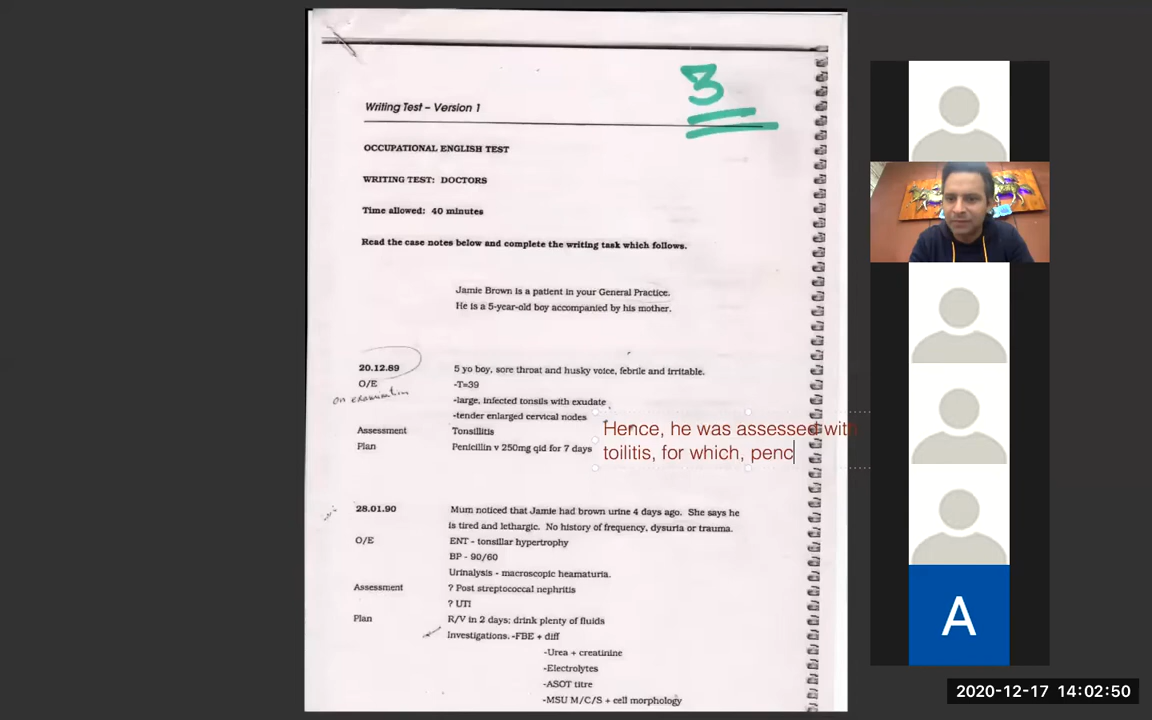 3
Writing Test – Version 1
OCCUPATIONAL ENGLISH TEST
WRITING TEST: DOCTORS
Time allowed: 40 minutes
Read the case notes below and complete the writing task which follows.
Jamie Brown is a patient in your General Practice.
He is a 5-year-old boy accompanied by his mother.
20.12.89 5 yo boy, sore throat and husky voice, febrile and irritable.
O/E -T=39
on examination
-large, infected tonsils with exudate
-tender enlarged cervical nodes
Assessment Tonsillitis
Plan Penicillin v 250mg qid for 7 days
Hence, he was assessed with
toilitis, for which, penc
28.01.90 Mum noticed that Jamie had brown urine 4 days ago. She says he
is tired and lethargic. No history of frequency, dysuria or trauma.
O/E ENT - tonsillar hypertrophy
BP - 90/60
Urinalysis - macroscopic heamaturia.
Assessment ? Post streptococcal nephritis
? UTI
Plan R/V in 2 days; drink plenty of fluids
Investigations. -FBE + diff
-Urea + creatinine
-Electrolytes
-ASOT titre
-MSU M/C/S + cell morphology
A
2020-12-17 14:02:50